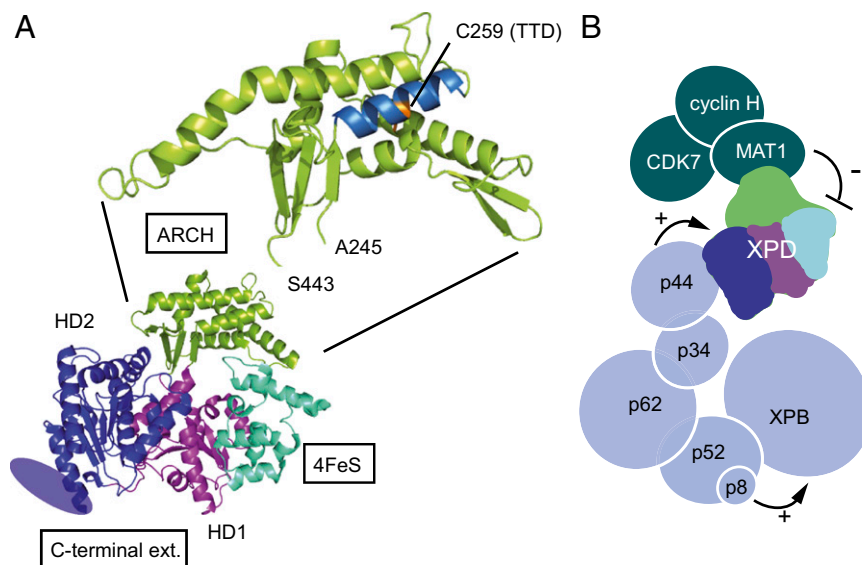 A
C259 (TTD)
ARCH
A245
S443
HD2
4FeS
HD1
C-terminal ext.
B
cyclin H
CDK7
MAT1
-
+
XPD
p44
p34
p62
XPB
p52
p8
+